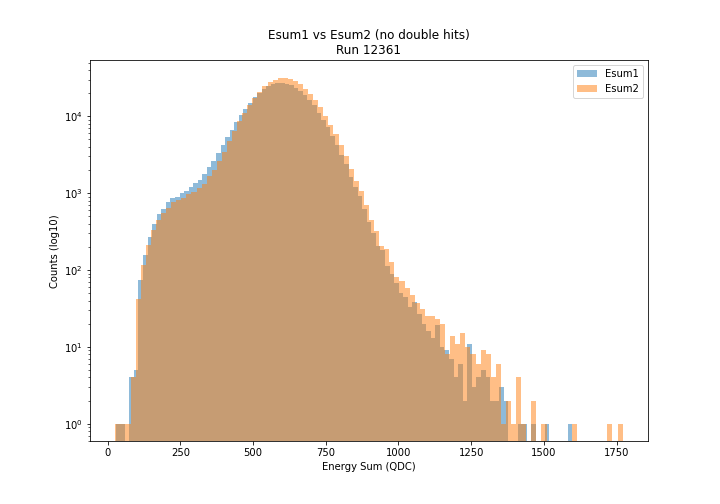 Esum1 vs Esum2 (no double hits)
Run 12361
Esum1
Esum2
Counts (log10)
10⁴
10³
10²
10¹
10⁰
0 250 500 750 1000 1250 1500 1750
Energy Sum (QDC)